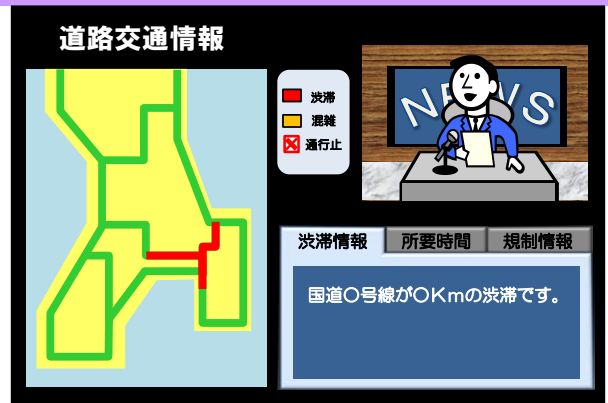 道路交通情報
渋滞
混雑
通行止
NEWS
渋滞情報 所要時間 規制情報
国道〇号線が〇Kmの渋滞です。